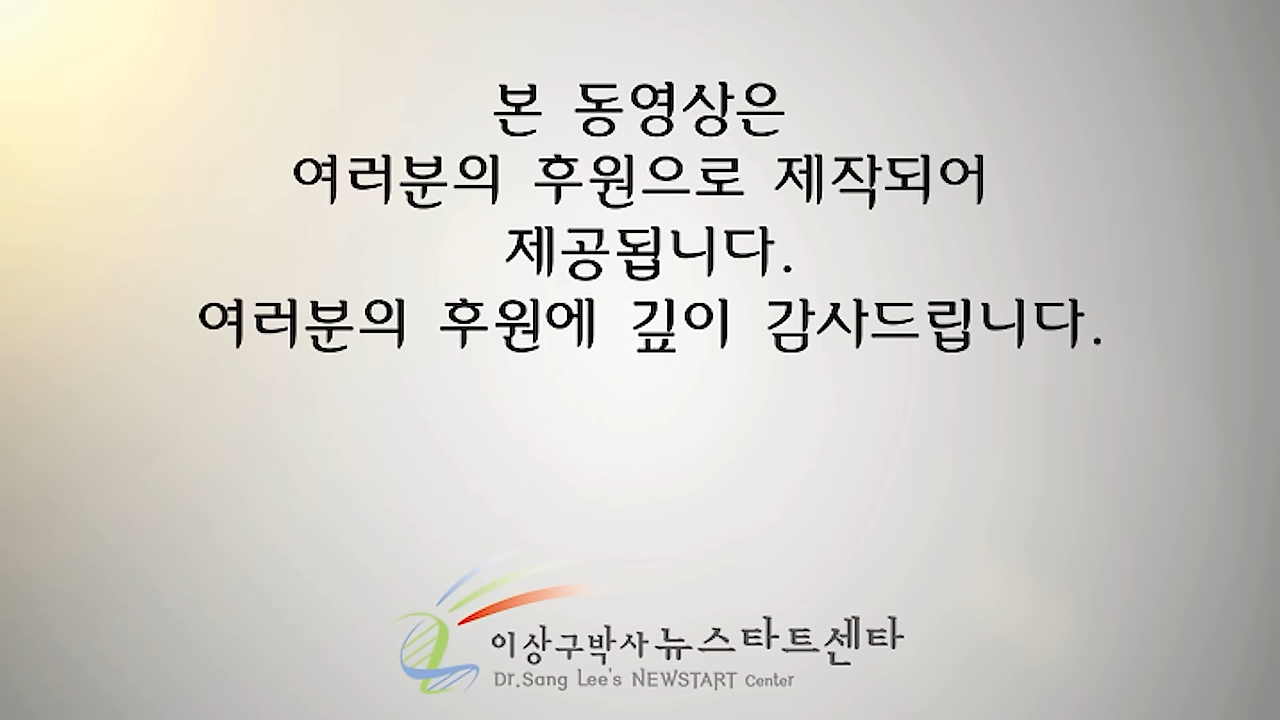 본 동영상은
여러분의 후원으로 제작되어
제공됩니다.
여러분의 후원에 깊이 감사드립니다.
이상구박사 뉴스타트센타
Dr.Sang Lee's NEWSTART Center